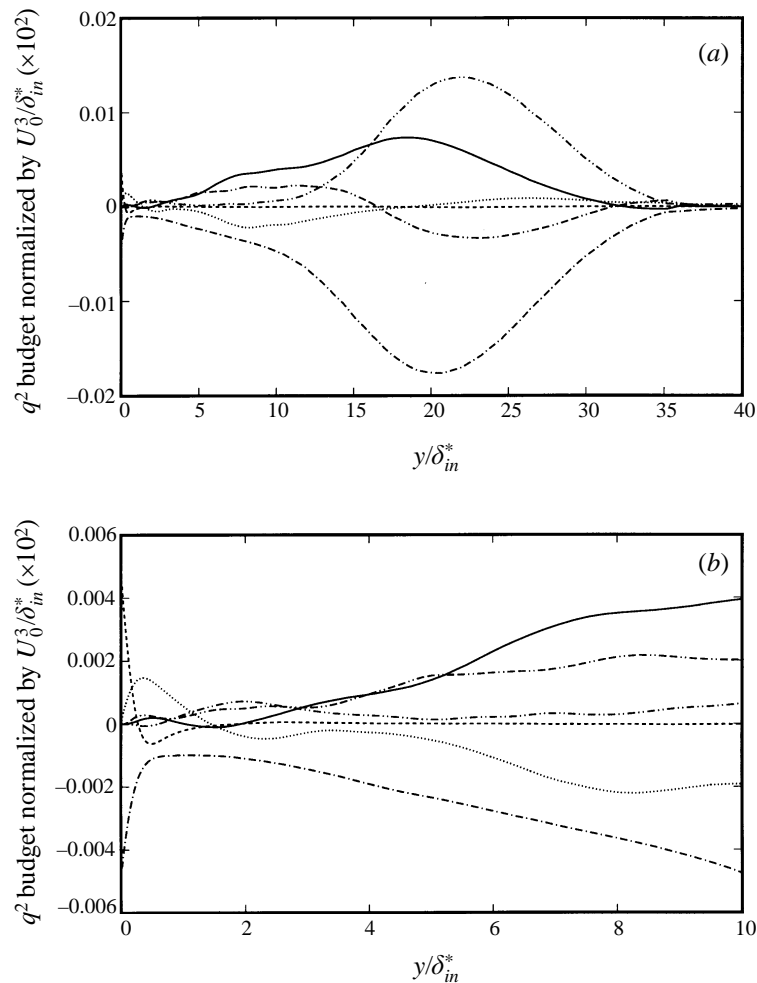 (a)
q² budget normalized by U₀³/δ*ᵢₙ (×10²)
0.02
0.01
0
–0.01
–0.02
0 5 10 15 20 25 30 35 40
y/δ*ᵢₙ
(b)
q² budget normalized by U₀³/δ*ᵢₙ (×10²)
0.006
0.004
0.002
0
–0.002
–0.004
–0.006
0 2 4 6 8 10
y/δ*ᵢₙ